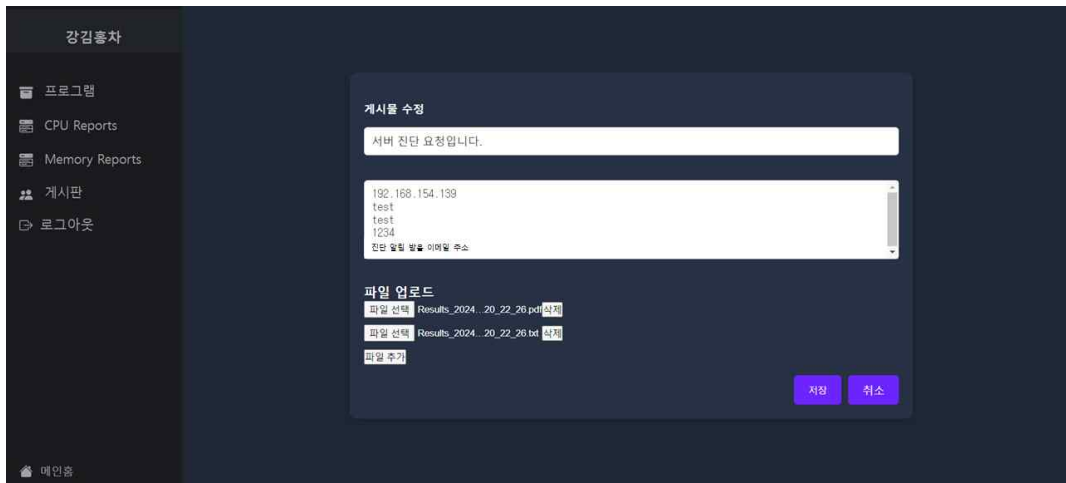 강김홍차
프로그램
CPU Reports
Memory Reports
게시판
로그아웃
메인홈
게시물 수정
서버 진단 요청입니다.
192.168.154.139
test
test
1234
진단 알림 받을 이메일 주소
파일 업로드
파일 선택 Results_2024...20_22_26.pdf 삭제
파일 선택 Results_2024...20_22_26.txt 삭제
파일 추가
저장 취소